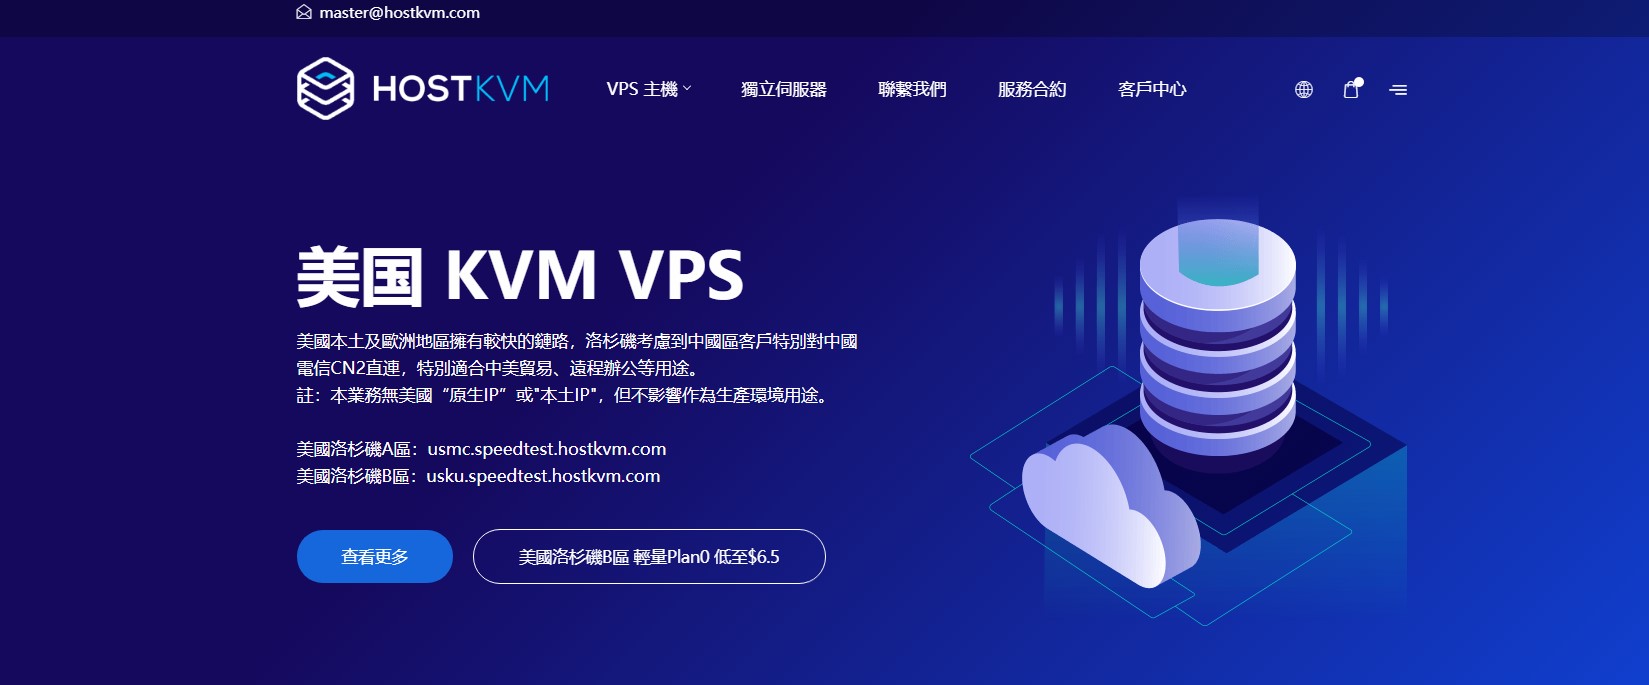 master@hostkvm.com
HOSTKVM
VPS 主機
獨立伺服器
聯繫我們
服務合約
客戶中心
美国 KVM VPS
美國本土及歐洲地區擁有較快的鏈路，洛杉磯考慮到中國區客戶特別對中國
電信CN2直連，特別適合中美貿易、遠程辦公等用途。
註：本業務無美國“原生IP”或"本土IP"，但不影響作為生產環境用途。
美國洛杉磯A區：usmc.speedtest.hostkvm.com
美國洛杉磯B區：usku.speedtest.hostkvm.com
查看更多
美國洛杉磯B區 輕量Plan0 低至$6.5